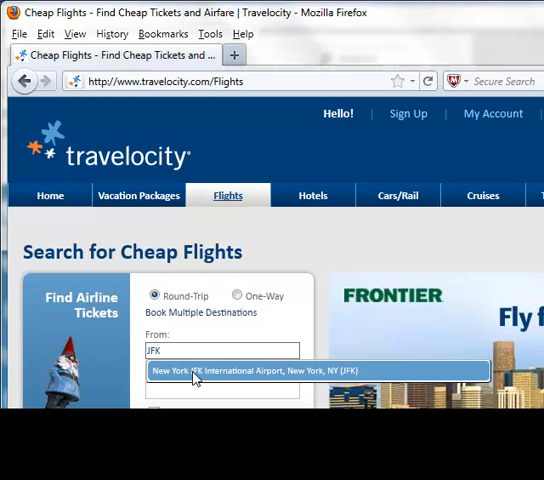 Cheap Flights - Find Cheap Tickets and Airfare | Travelocity - Mozilla Firefox
File Edit View History Bookmarks Tools Help
Cheap Flights - Find Cheap Tickets and ... +
http://www.travelocity.com/Flights Secure Search
Hello! | Sign Up | My Account |
travelocity®
Home Vacation Packages Flights Hotels Cars/Rail Cruises
Search for Cheap Flights
Find Airline
Tickets
Round-Trip One-Way
Book Multiple Destinations
From:
JFK
New York JFK International Airport, New York, NY (JFK)
FRONTIER
Fly f